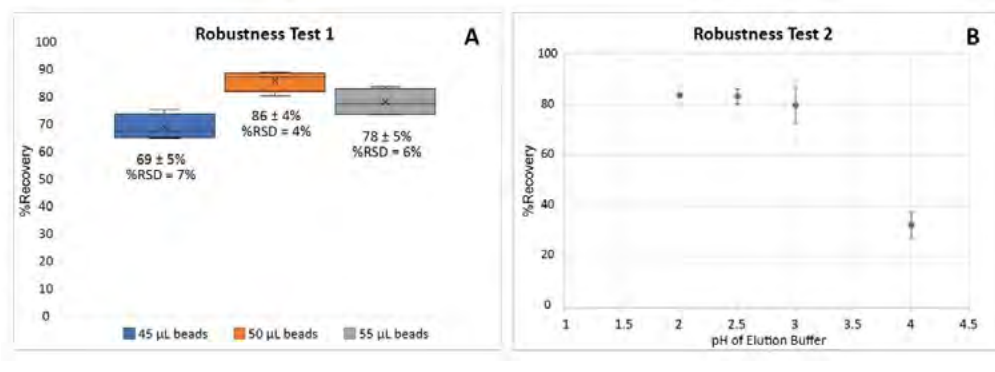 Robustness Test 1
A
100
90
80
70
60
50
40
30
20
10
0
%Recovery
69 ± 5%
%RSD = 7%
86 ± 4%
%RSD = 4%
78 ± 5%
%RSD = 6%
45 µL beads
50 µL beads
55 µL beads
Robustness Test 2
B
100
80
60
40
20
0
%Recovery
1
1.5
2
2.5
3
3.5
4
4.5
pH of Elution Buffer